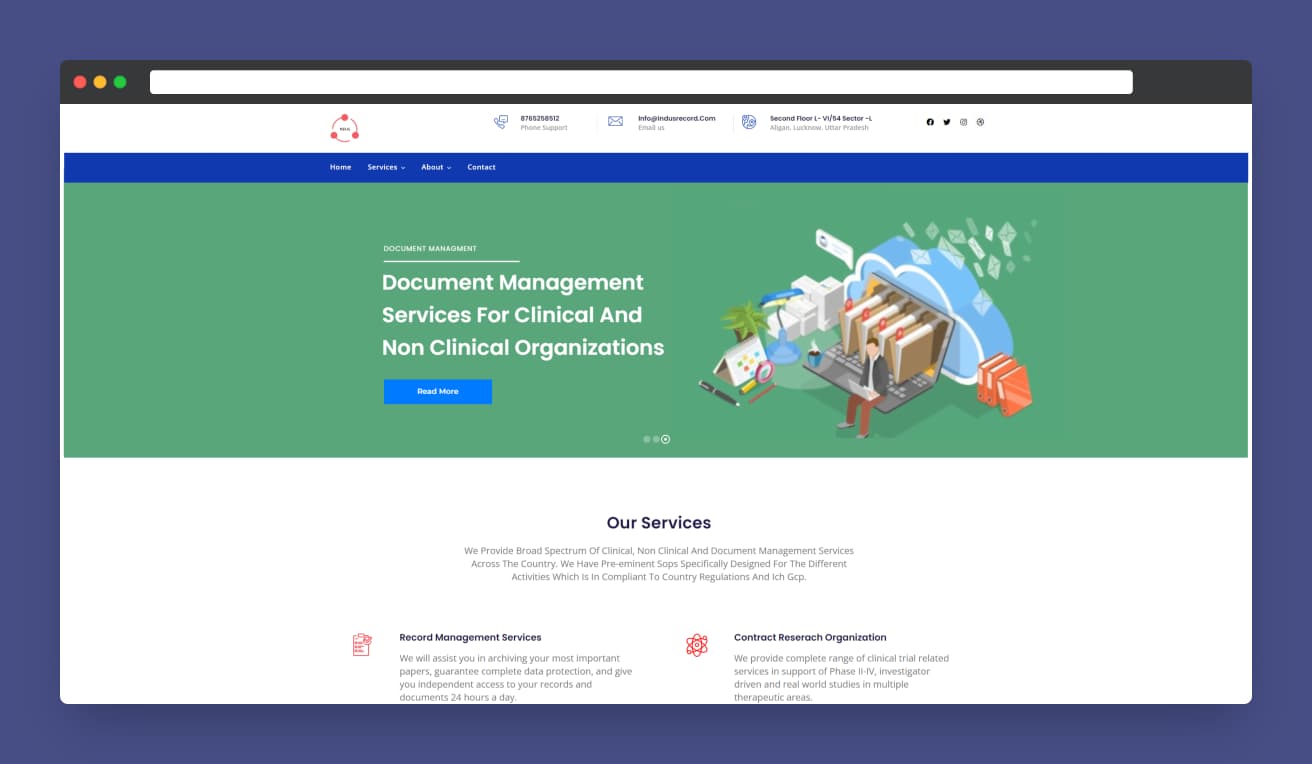 8765258512
Phone Support
Info@Indusrecord.Com
Email us
Second Floor L- Vi/54 Sector -L
Aligan, Lucknow, Uttar Pradesh
Home Services About Contact
DOCUMENT MANAGMENT
Document Management
Services For Clinical And
Non Clinical Organizations
Read More
Our Services
We Provide Broad Spectrum Of Clinical, Non Clinical And Document Management Services
Across The Country. We Have Pre-eminent Sops Specifically Designed For The Different
Activities Which Is In Compliant To Country Regulations And Ich Gcp.
Record Management Services
We will assist you in archiving your most important
papers, guarantee complete data protection, and give
you independent access to your records and
documents 24 hours a day.
Contract Reserach Organization
We provide complete range of clinical trial related
services in support of Phase II-IV, investigator
driven and real world studies in multiple
therapeutic areas.